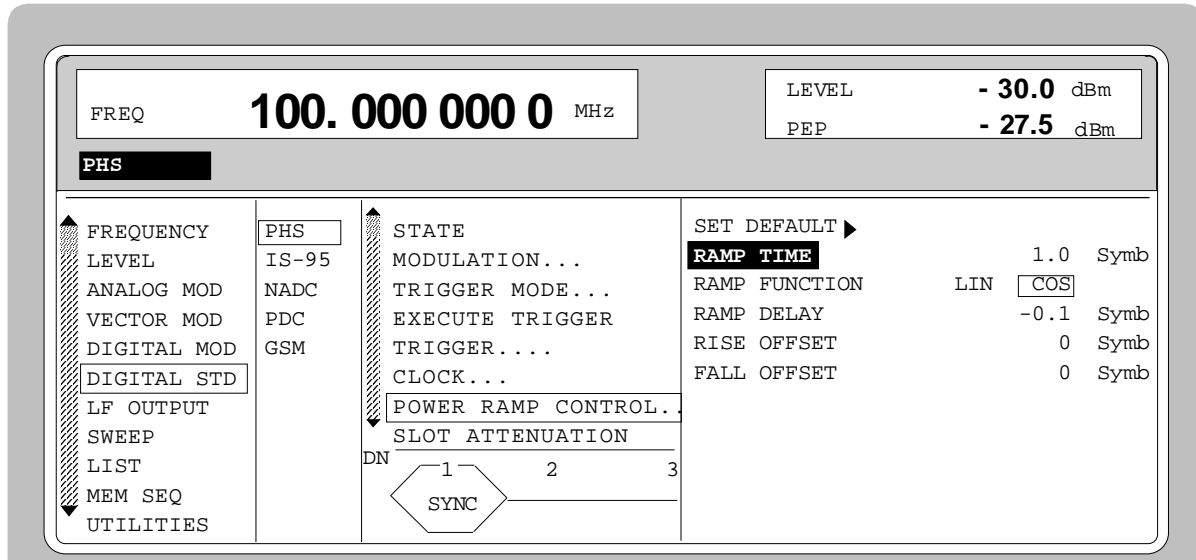 FREQ 100. 000 000 0 MHz
LEVEL - 30.0 dBm
PEP - 27.5 dBm
PHS
FREQUENCY
LEVEL
ANALOG MOD
VECTOR MOD
DIGITAL MOD
DIGITAL STD
LF OUTPUT
SWEEP
LIST
MEM SEQ
UTILITIES
PHS
IS-95
NADC
PDC
GSM
STATE
MODULATION...
TRIGGER MODE...
EXECUTE TRIGGER
TRIGGER....
CLOCK...
POWER RAMP CONTROL..
SLOT ATTENUATION
DN 1 2 3
SYNC
SET DEFAULT
RAMP TIME 1.0 Symb
RAMP FUNCTION LIN COS
RAMP DELAY -0.1 Symb
RISE OFFSET 0 Symb
FALL OFFSET 0 Symb